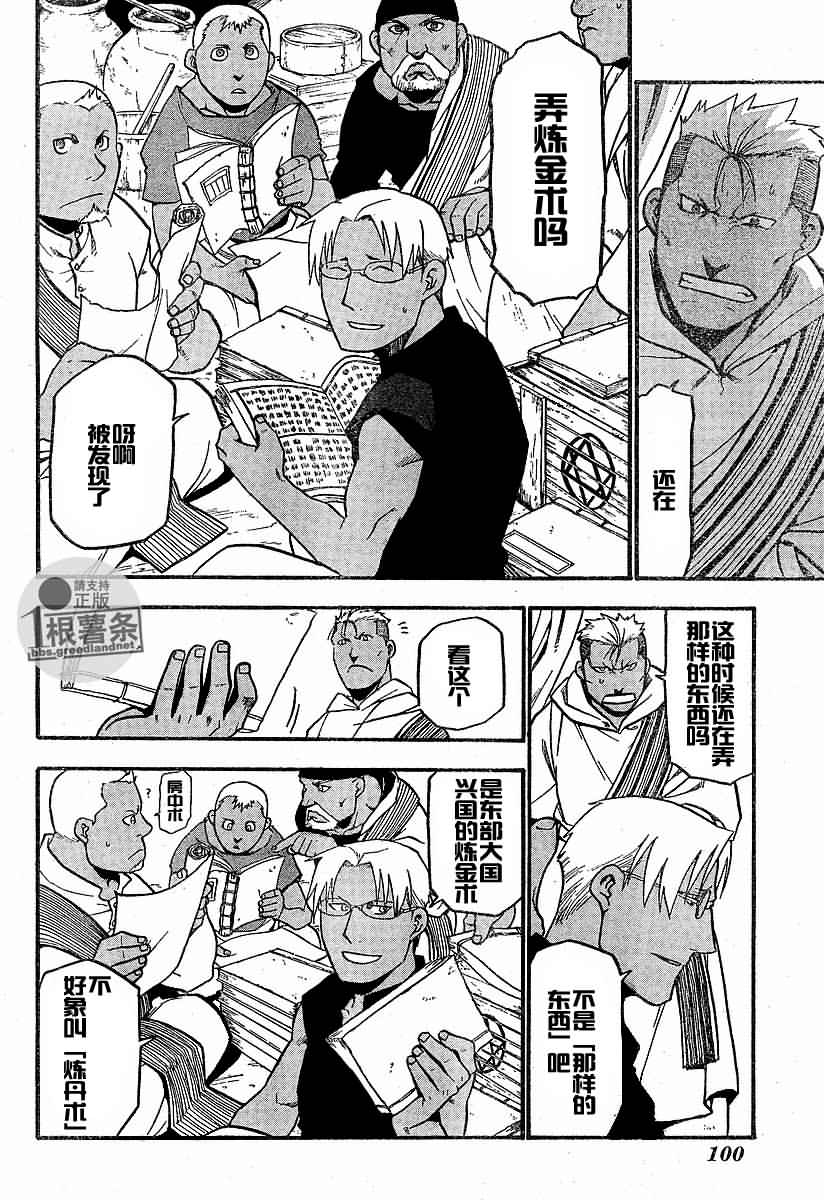 还在
弄炼金术吗
呀啊
被发现了
这种时候还在弄
那样的东西吗
不是「那样的
东西」吧
看这个
是东部大国
兴国的炼金术
房中术
?
不
好象叫「炼丹术」
請支持
正版
1根薯条
bbs.greedlandnet
100